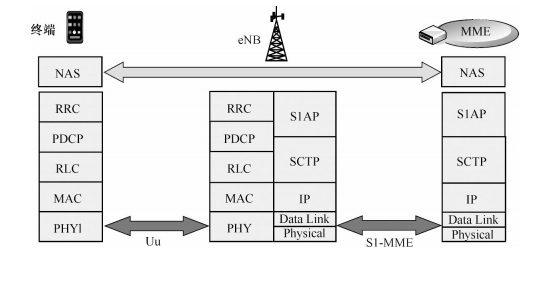 终端
eNB
MME
NAS
NAS
RRC
PDCP
RLC
MAC
PHYl
RRC
PDCP
RLC
MAC
PHY
S1AP
SCTP
IP
Data Link
Physical
S1AP
SCTP
IP
Data Link
Physical
Uu
S1-MME